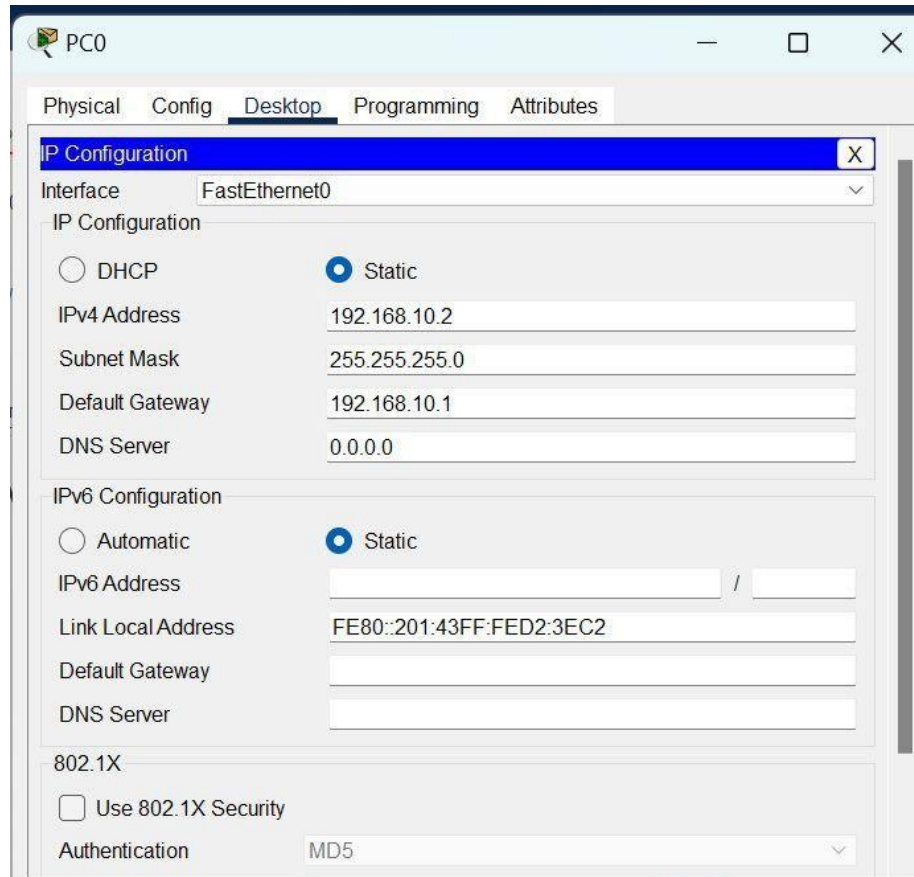 PC0
Physical Config Desktop Programming Attributes
IP Configuration X
Interface FastEthernet0
IP Configuration
DHCP Static
IPv4 Address 192.168.10.2
Subnet Mask 255.255.255.0
Default Gateway 192.168.10.1
DNS Server 0.0.0.0
IPv6 Configuration
Automatic Static
IPv6 Address /
Link Local Address FE80::201:43FF:FED2:3EC2
Default Gateway
DNS Server
802.1X
Use 802.1X Security
Authentication MD5